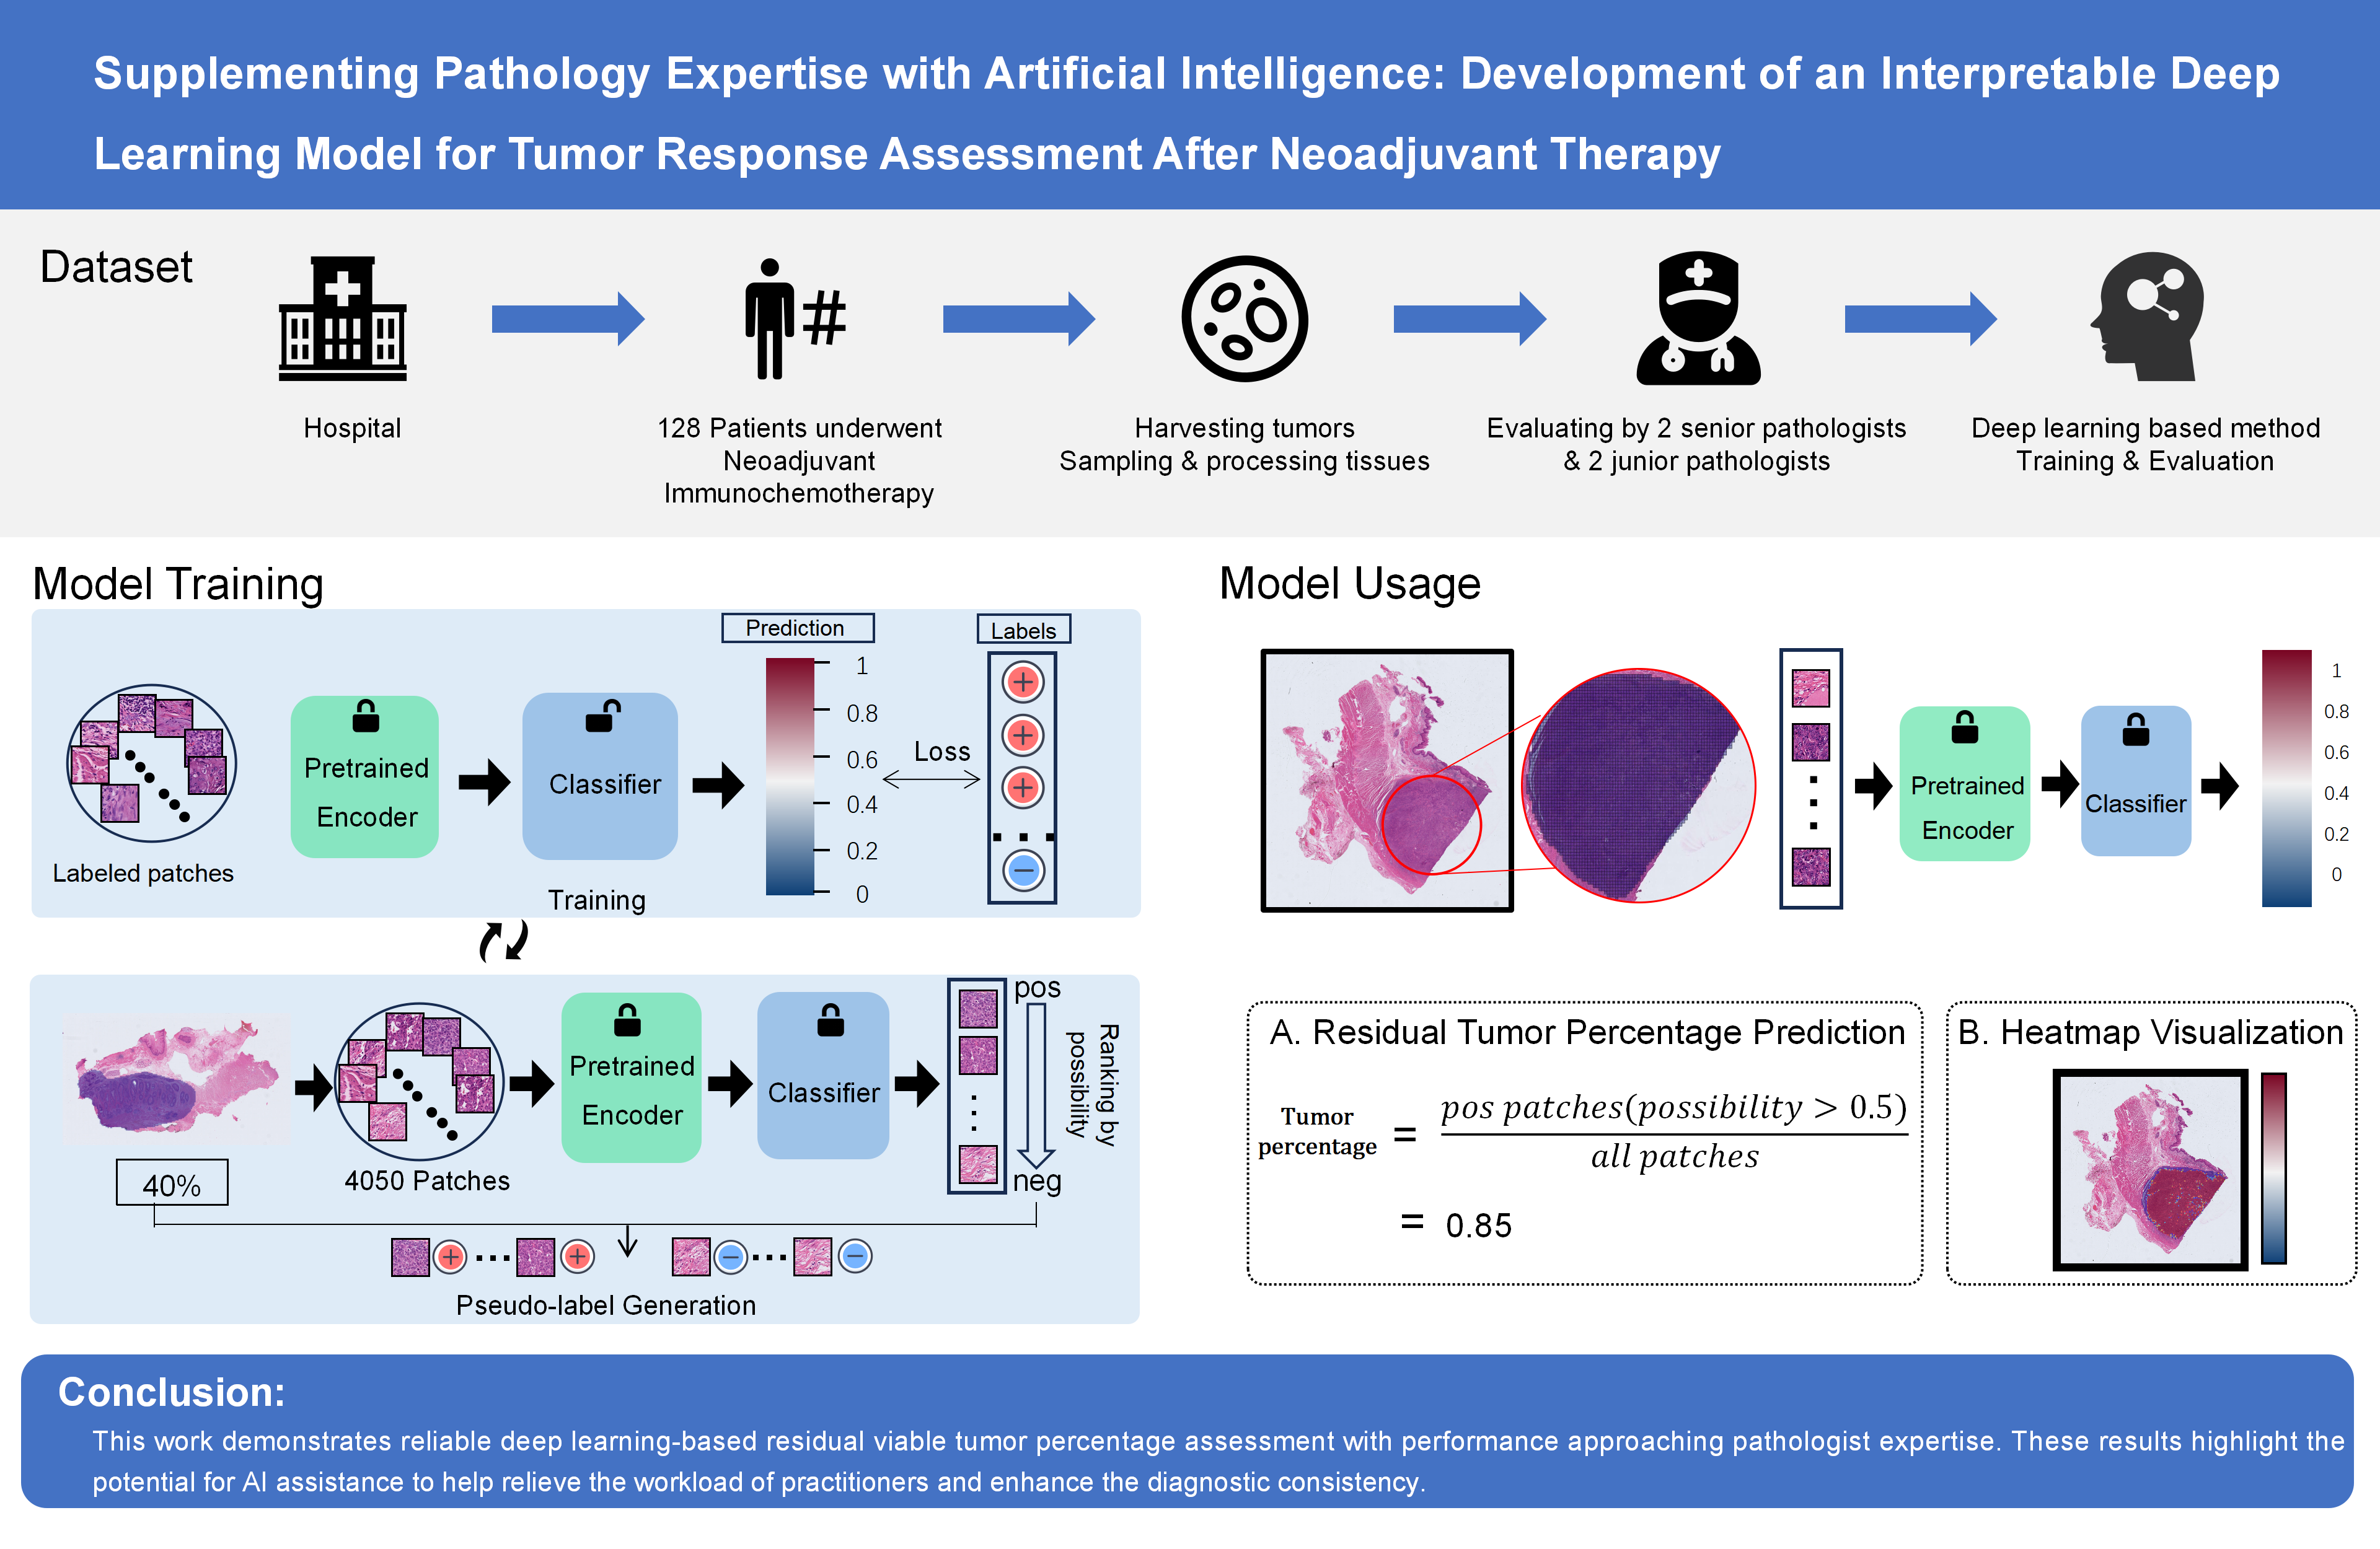 Supplementing Pathology Expertise with Artificial Intelligence: Development of an Interpretable Deep
Learning Model for Tumor Response Assessment After Neoadjuvant Therapy
Dataset
Hospital
128 Patients underwent
Neoadjuvant
Immunochemotherapy
#
Harvesting tumors
Sampling & processing tissues
Evaluating by 2 senior pathologists
& 2 junior pathologists
Deep learning based method
Training & Evaluation
Model Training
Labeled patches
Pretrained
Encoder
Classifier
Training
Prediction
1
0.8
0.6
0.4
0.2
0
Loss
Labels
40%
4050 Patches
Pretrained
Encoder
Classifier
pos
neg
Ranking by
possibility
Pseudo-label Generation
Model Usage
Pretrained
Encoder
Classifier
1
0.8
0.6
0.4
0.2
0
A. Residual Tumor Percentage Prediction
Tumor
percentage
=
pos patches(possibility > 0.5)
all patches
= 0.85
B. Heatmap Visualization
Conclusion:
This work demonstrates reliable deep learning-based residual viable tumor percentage assessment with performance approaching pathologist expertise. These results highlight the
potential for AI assistance to help relieve the workload of practitioners and enhance the diagnostic consistency.